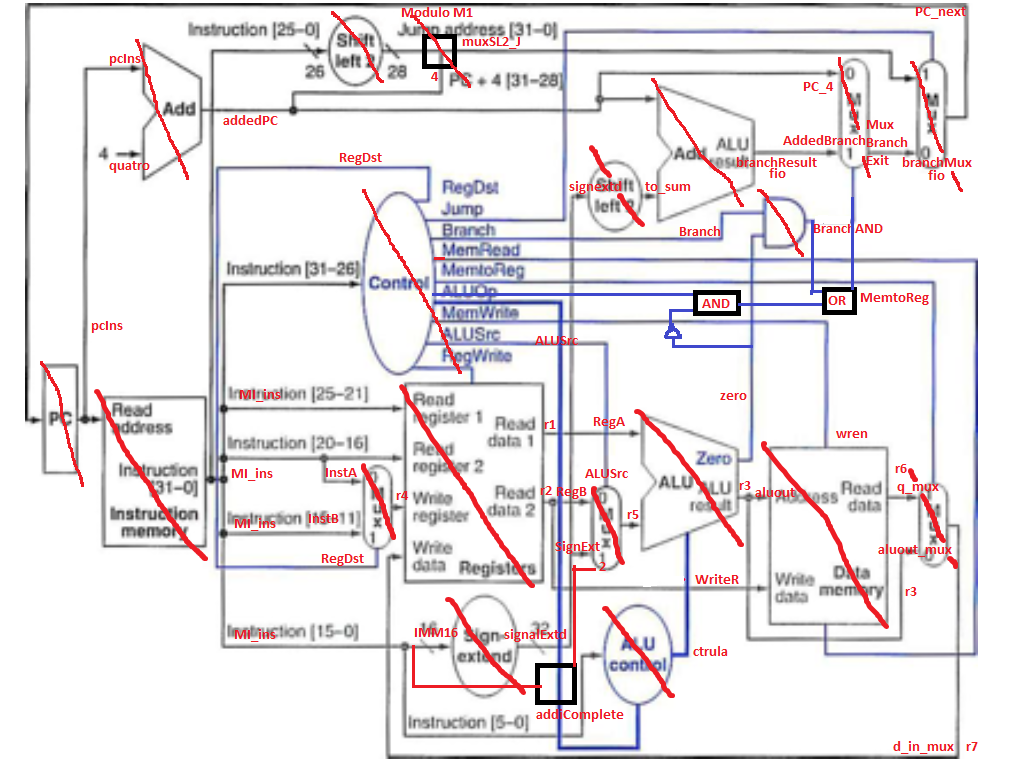 Modulo M1
PC_next
Instruction [25–0]
Jump address [31–0]
Shift left 2
muxSL2_J
26
28
4
PC + 4 [31–28]
pcIns
Add
addedPC
4
quatro
PC_4
0
M
u
x
1
Mux
AddedBranch
Branch
Exit
1
M
u
x
0
branchMux
fio
Add
ALU
result
branchResult
fio
RegDst
signextd
Shift
left 2
to_sum
RegDst
Jump
Branch
Branch
BranchAND
MemRead
MemtoReg
ALUOp
MemWrite
ALUSrc
RegWrite
Instruction [31–26]
Control
AND
OR
MemtoReg
ALUSrc
pcIns
zero
PC
Read
address
Instruction
[31–0]
Instruction
memory
Instruction [25–21]
MI_ins
Read
register 1
Read
data 1
r1
RegA
Instruction [20–16]
MI_ins
InstA
Read
register 2
0
M
u
x
1
r4
InstB
MI_ins
RegDst
Write
register
Read
data 2
r2
RegB
ALUSrc
0
M
u
x
1
2
r5
SignExt
Write
data
Registers
ALU
Zero
ALU
result
r3
aluout
wren
Address
Read
data
r6
q_mux
M
u
x
aluout_mux
Write
data
Data
memory
r3
WriteR
Instruction [15–0]
MI_ins
16
IMM16
Sign-
extend
32
signalExtd
ALU
control
ctrula
addiComplete
Instruction [5–0]
d_in_mux
r7